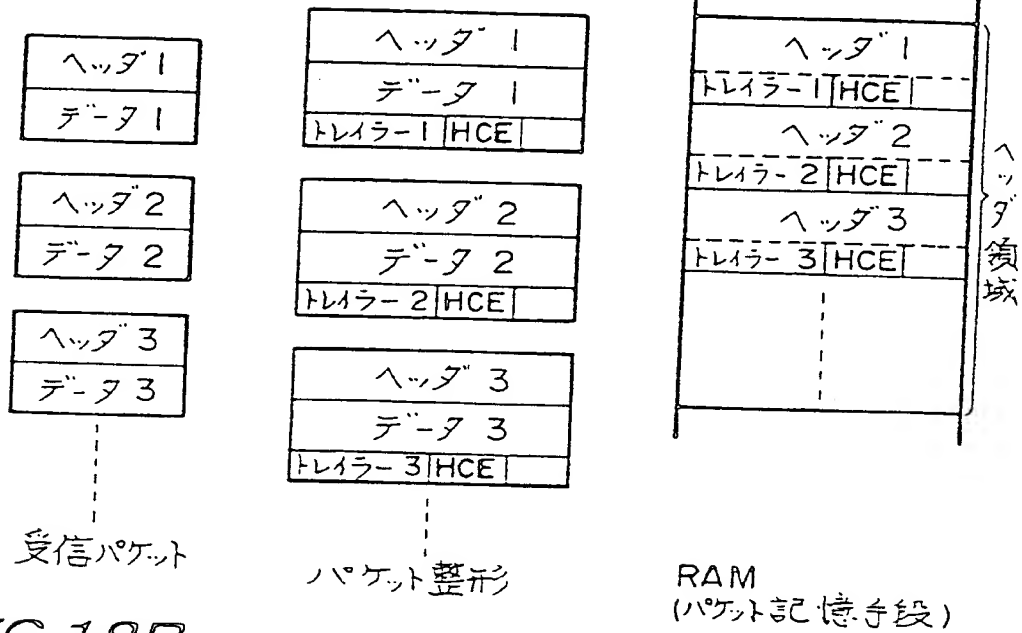 ヘッダ 1
データ 1
ヘッダ 2
データ 2
ヘッダ 3
データ 3
受信パケット
ヘッダ 1
データ 1
トレイラー 1 HCE
ヘッダ 2
データ 2
トレイラー 2 HCE
ヘッダ 3
データ 3
トレイラー 3 HCE
パケット整形
ヘッダ 1
トレイラー 1 HCE
ヘッダ 2
トレイラー 2 HCE
ヘッダ 3
トレイラー 3 HCE
ヘッダ領域
RAM
(パケット記憶手段)